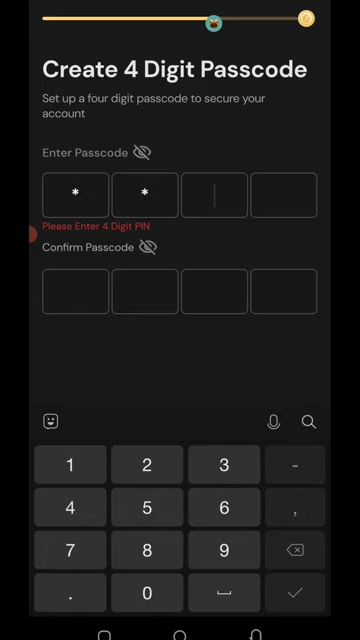 Create 4 Digit Passcode
Set up a four digit passcode to secure your
account
Enter Passcode
* *
Please Enter 4 Digit PIN
Confirm Passcode
1 2 3 -
4 5 6 ,
7 8 9
. 0